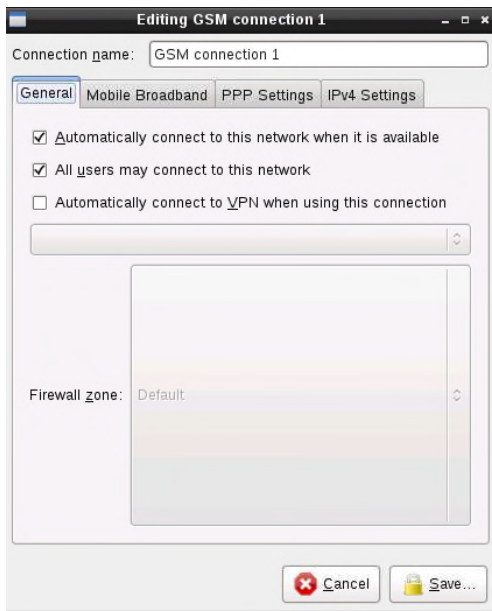 Editing GSM connection 1
Connection name: GSM connection 1
General Mobile Broadband PPP Settings IPv4 Settings
Automatically connect to this network when it is available
All users may connect to this network
Automatically connect to VPN when using this connection
Firewall zone: Default
Cancel Save...